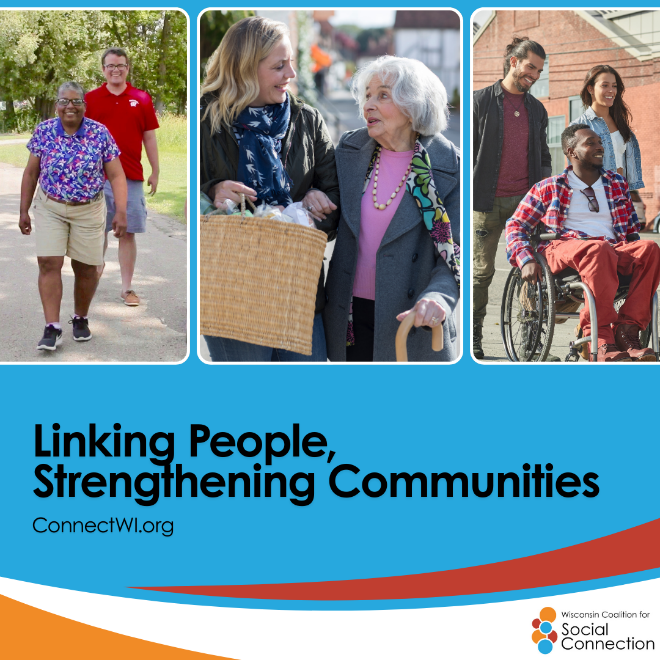 Linking People,
Strengthening Communities
ConnectWI.org
Wisconsin Coalition for
Social
Connection